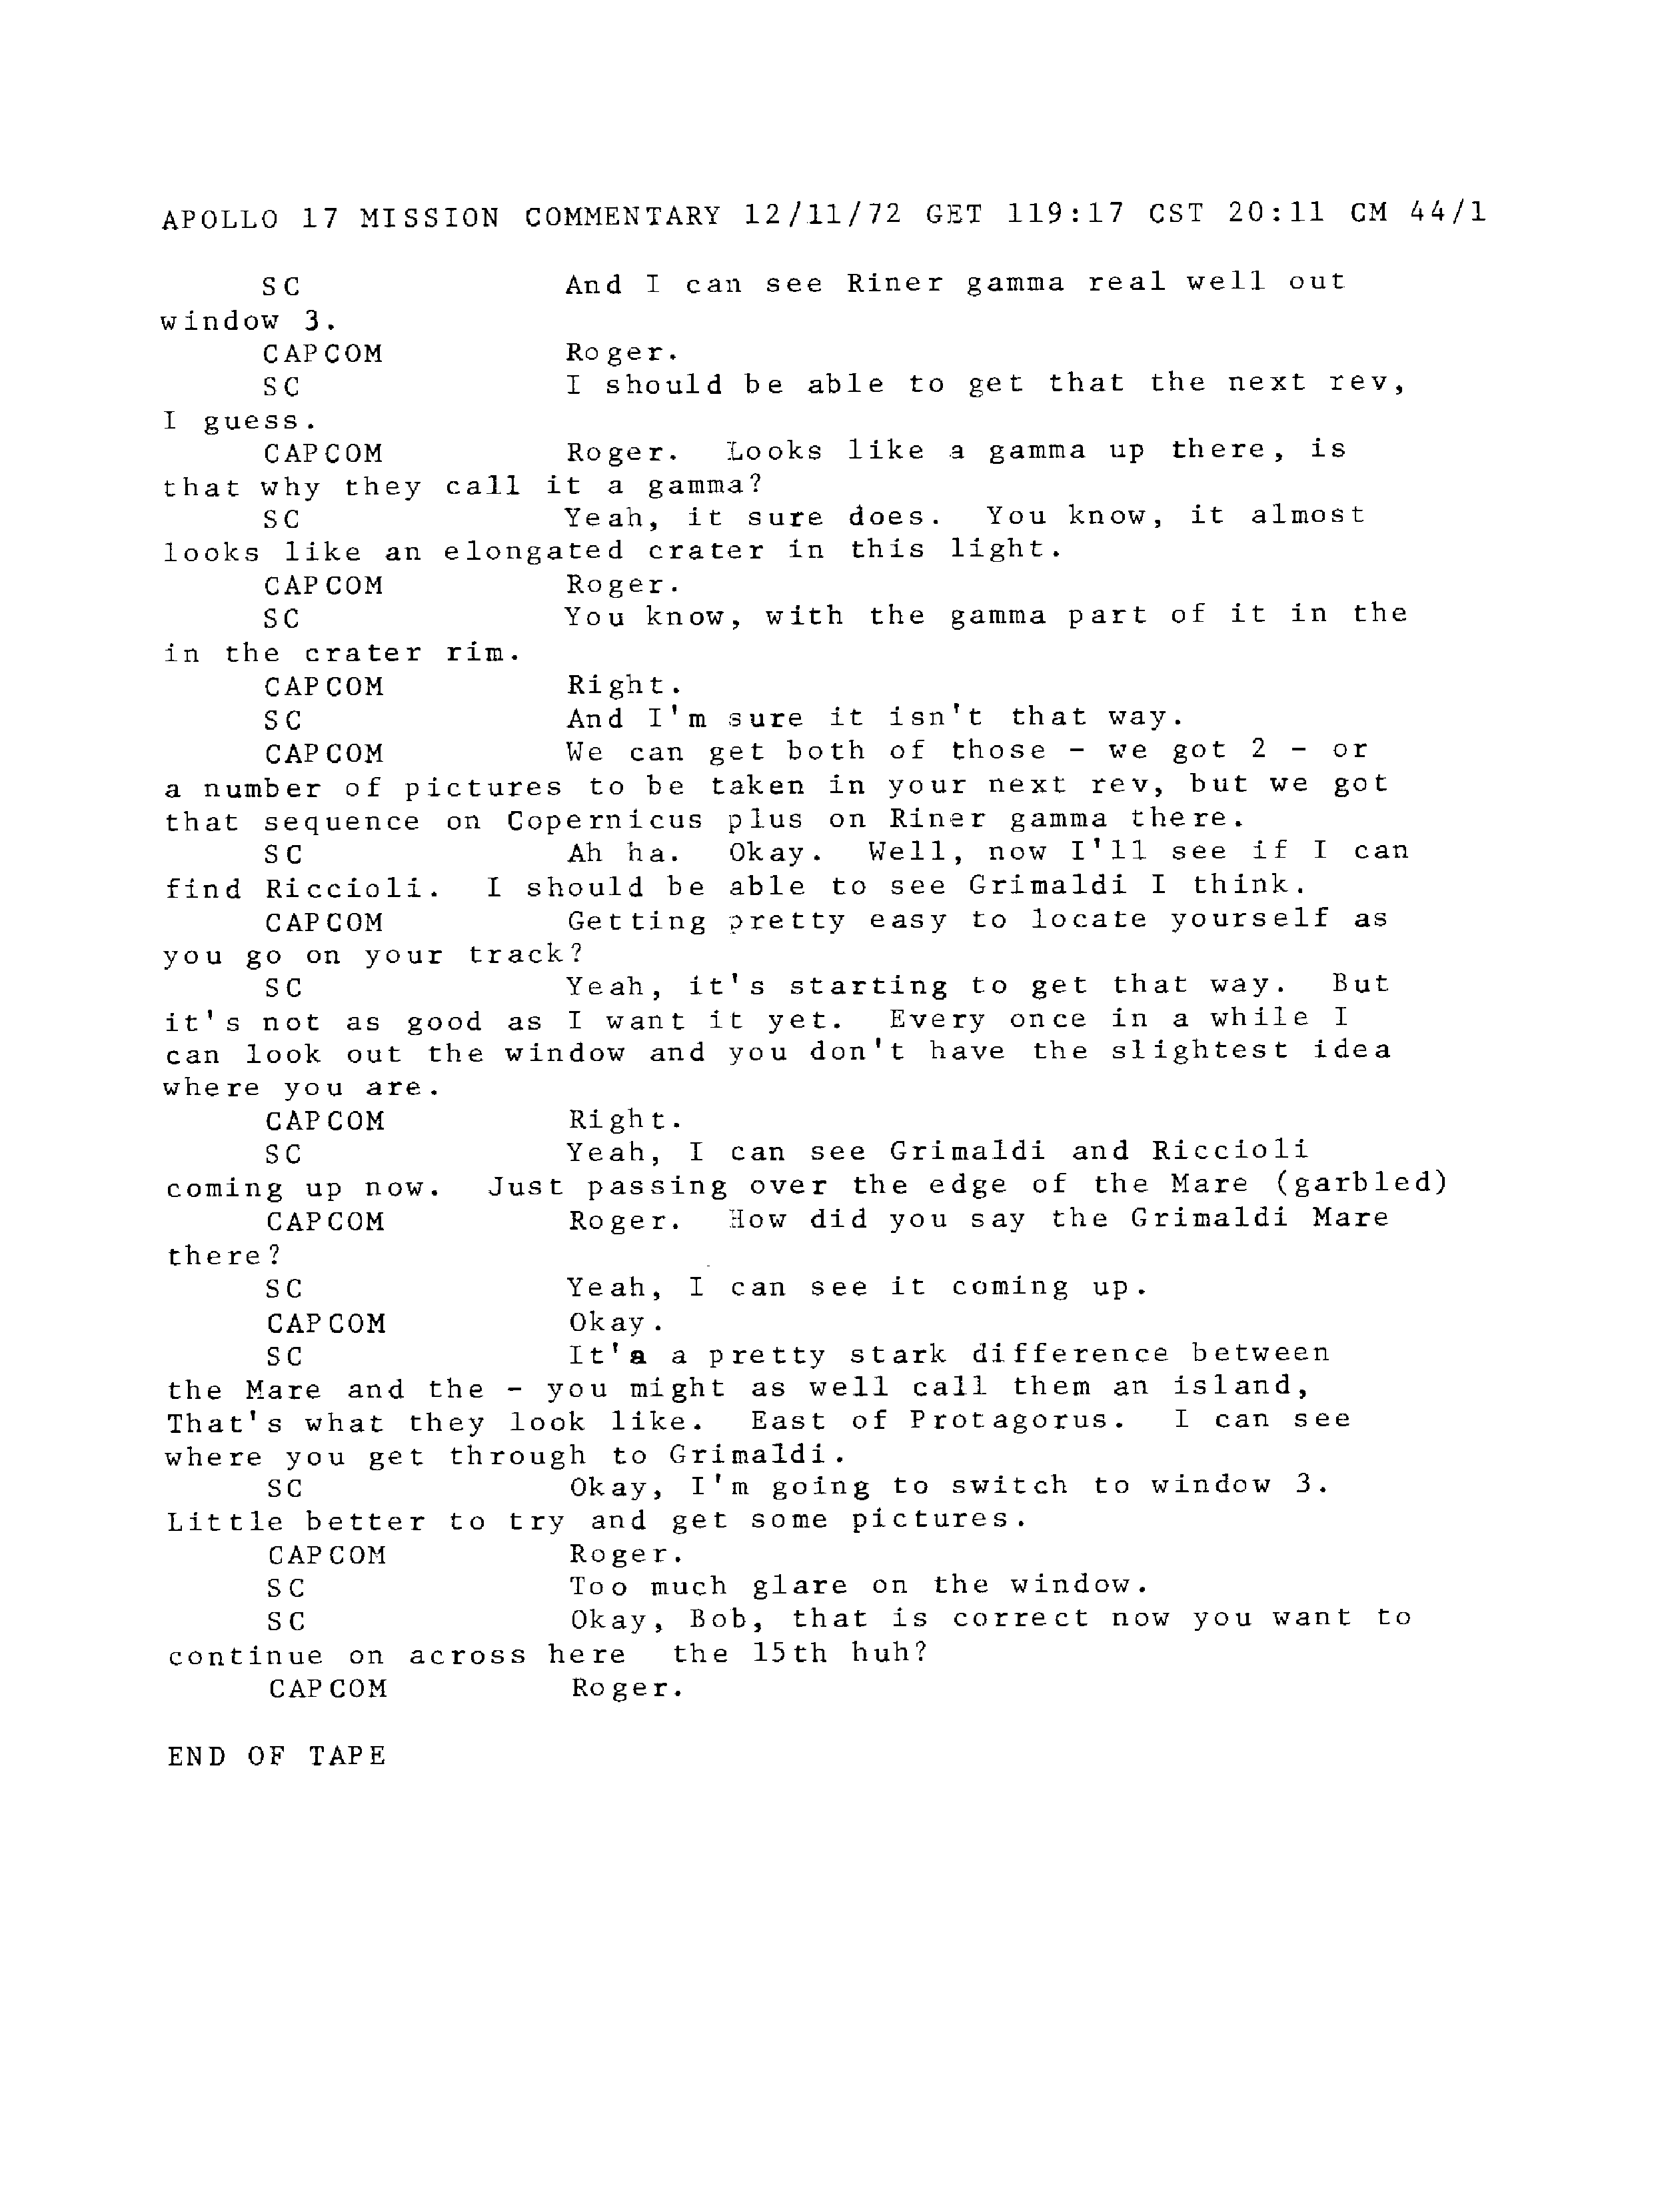 APOLLO 17 MISSION COMMENTARY 12/11/72 GET 119:17 CST 20:11 CM 44/1
SC And I can see Riner gamma real well out
window 3.
CAPCOM Roger.
SC I should be able to get that the next rev,
I guess.
CAPCOM Roger. Looks like a gamma up there, is
that why they call it a gamma?
SC Yeah, it sure does. You know, it almost
looks like an elongated crater in this light.
CAPCOM Roger.
SC You know, with the gamma part of it in the
in the crater rim.
CAPCOM Right.
SC And I'm sure it isn't that way.
CAPCOM We can get both of those - we got 2 - or
a number of pictures to be taken in your next rev, but we got
that sequence on Copernicus plus on Riner gamma there.
SC Ah ha. Okay. Well, now I'll see if I can
find Riccioli. I should be able to see Grimaldi I think.
CAPCOM Getting pretty easy to locate yourself as
you go on your track?
SC Yeah, it's starting to get that way. But
it's not as good as I want it yet. Every once in a while I
can look out the window and you don't have the slightest idea
where you are.
CAPCOM Right.
SC Yeah, I can see Grimaldi and Riccioli
coming up now. Just passing over the edge of the Mare (garbled)
CAPCOM Roger. How did you say the Grimaldi Mare
there?
SC Yeah, I can see it coming up.
CAPCOM Okay.
SC It'a a pretty stark difference between
the Mare and the - you might as well call them an island,
That's what they look like. East of Protagorus. I can see
where you get through to Grimaldi.
SC Okay, I'm going to switch to window 3.
Little better to try and get some pictures.
CAPCOM Roger.
SC Too much glare on the window.
SC Okay, Bob, that is correct now you want to
continue on across here the 15th huh?
CAPCOM Roger.
END OF TAPE